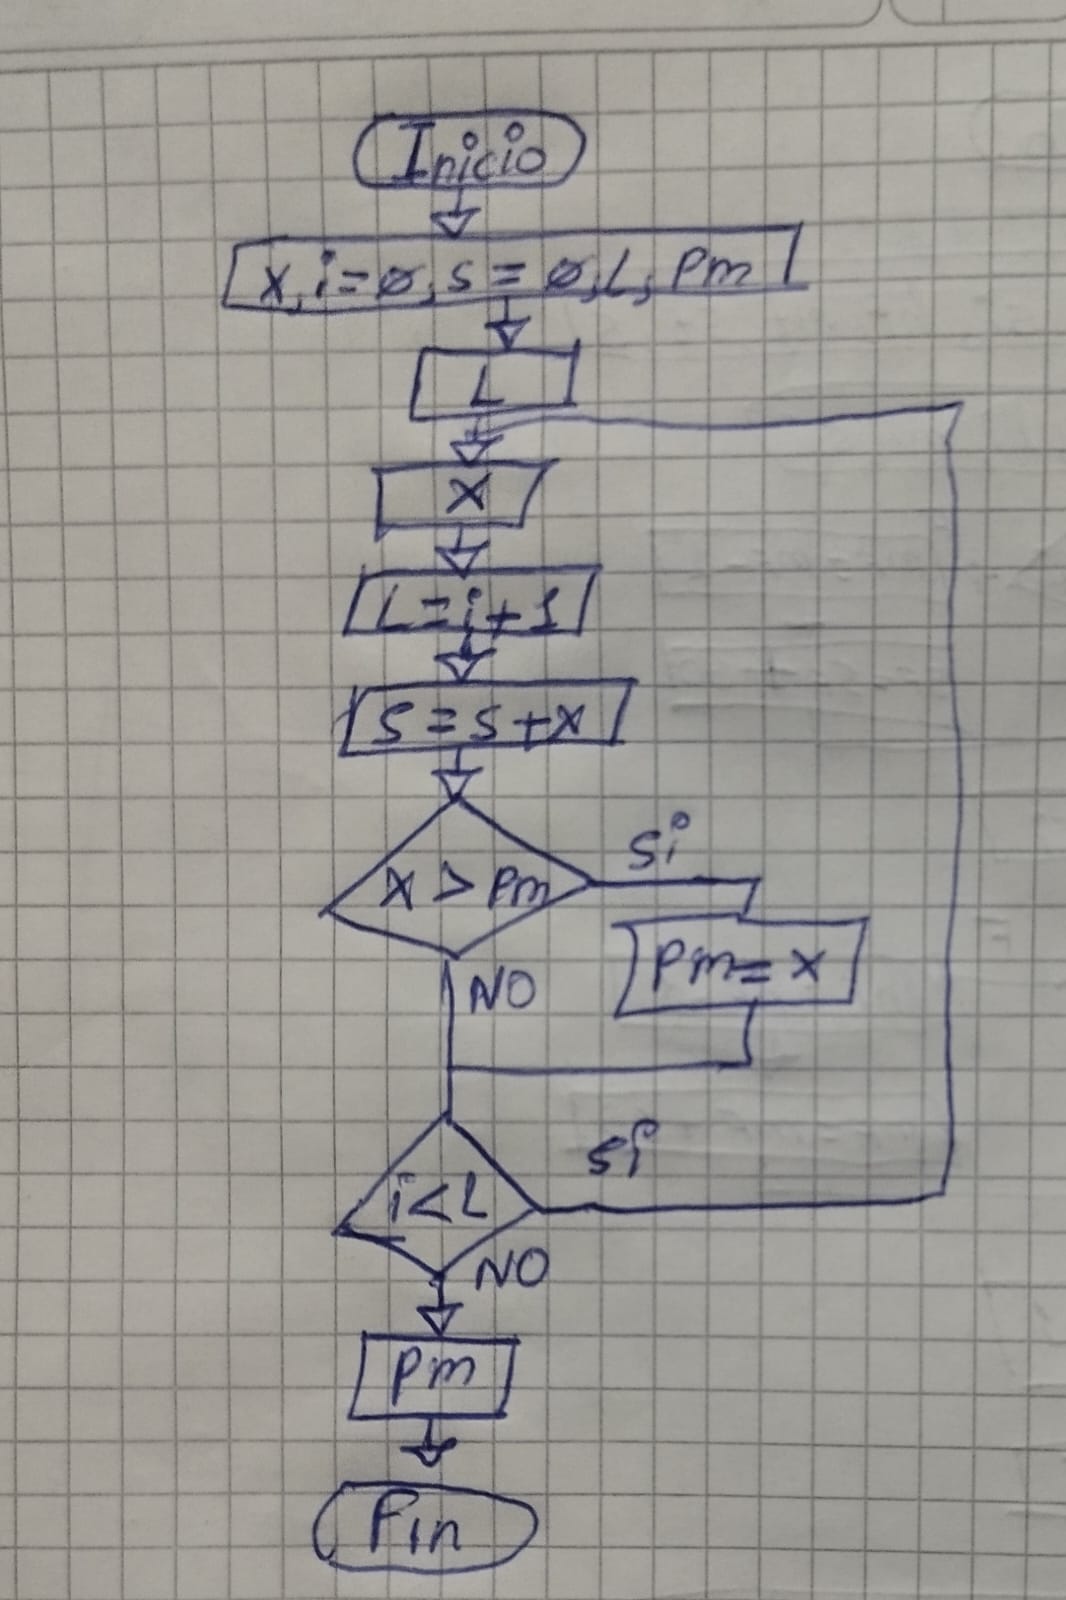 Inicio
X, i=ø, s = ø, L, Pm
L
X
L = i + 1
S = S + X
X > Pm
si
Pm = X
NO
si
i < L
NO
Pm
Fin